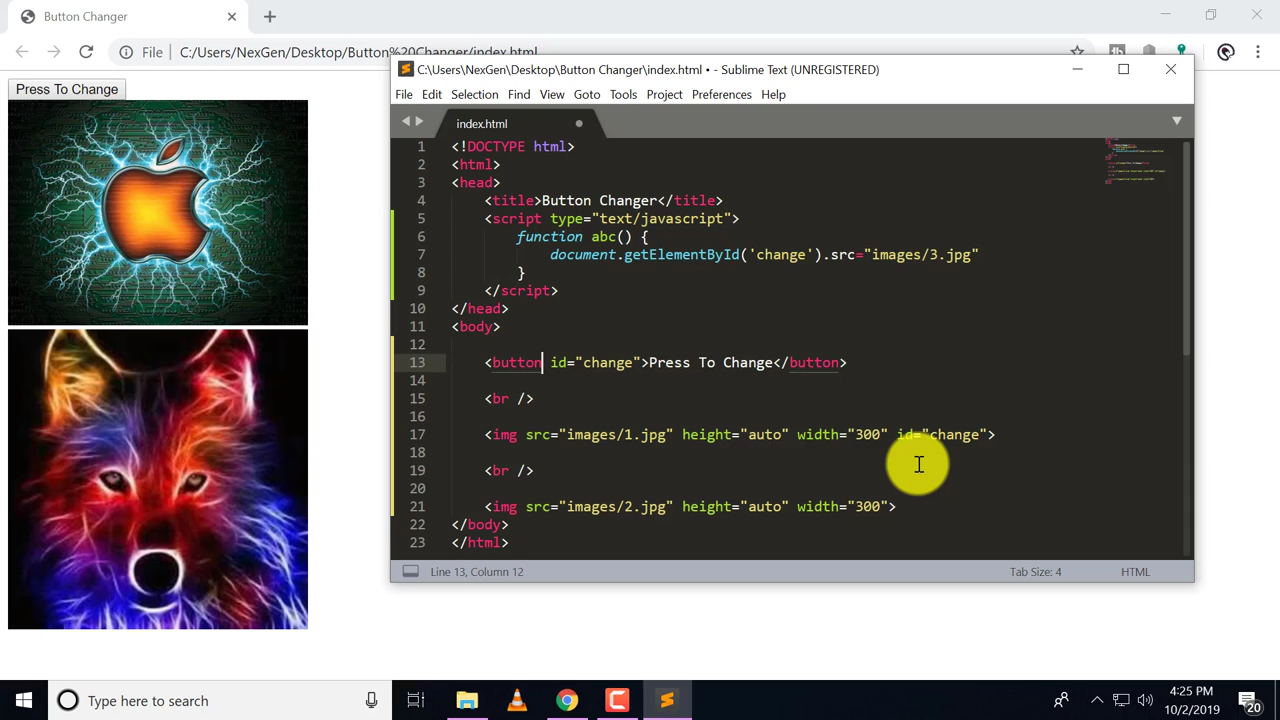 Button Changer
File C:/Users/NexGen/Desktop/Button%20Changer/index.html
Press To Change
C:\Users\NexGen\Desktop\Button Changer\index.html • - Sublime Text (UNREGISTERED)
File Edit Selection Find View Goto Tools Project Preferences Help
index.html
1 <!DOCTYPE html>
2 <html>
3 <head>
4 <title>Button Changer</title>
5 <script type="text/javascript">
6 function abc() {
7 document.getElementById('change').src="images/3.jpg"
8 }
9 </script>
10 </head>
11 <body>
12
13 <button id="change">Press To Change</button>
14
15 <br />
16
17 <img src="images/1.jpg" height="auto" width="300" id="change">
18
19 <br />
20
21 <img src="images/2.jpg" height="auto" width="300">
22 </body>
23 </html>
Line 13, Column 12 Tab Size: 4 HTML
Type here to search
4:25 PM
10/2/2019
20